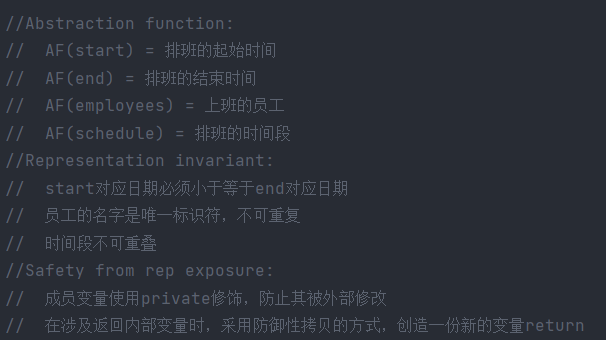 //Abstraction function:
//  AF(start) = 排班的起始时间
//  AF(end) = 排班的结束时间
//  AF(employees) = 上班的员工
//  AF(schedule) = 排班的时间段
//Representation invariant:
//  start对应日期必须小于等于end对应日期
//  员工的名字是唯一标识符，不可重复
//  时间段不可重叠
//Safety from rep exposure:
//  成员变量使用private修饰，防止其被外部修改
//  在涉及返回内部变量时，采用防御性拷贝的方式，创造一份新的变量return